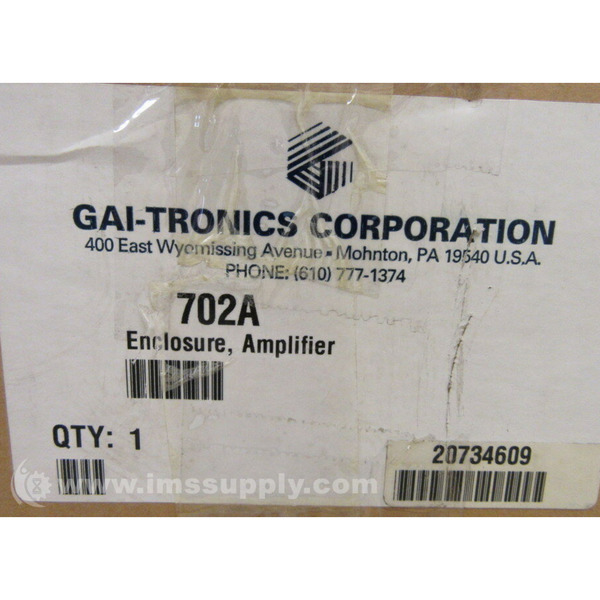 GAI-TRONICS CORPORATION
400 East Wyomissing Avenue ▪ Mohnton, PA 19540 U.S.A.
PHONE: (610) 777-1374
702A
Enclosure, Amplifier
QTY: 1
20734609
www.imssupply.com